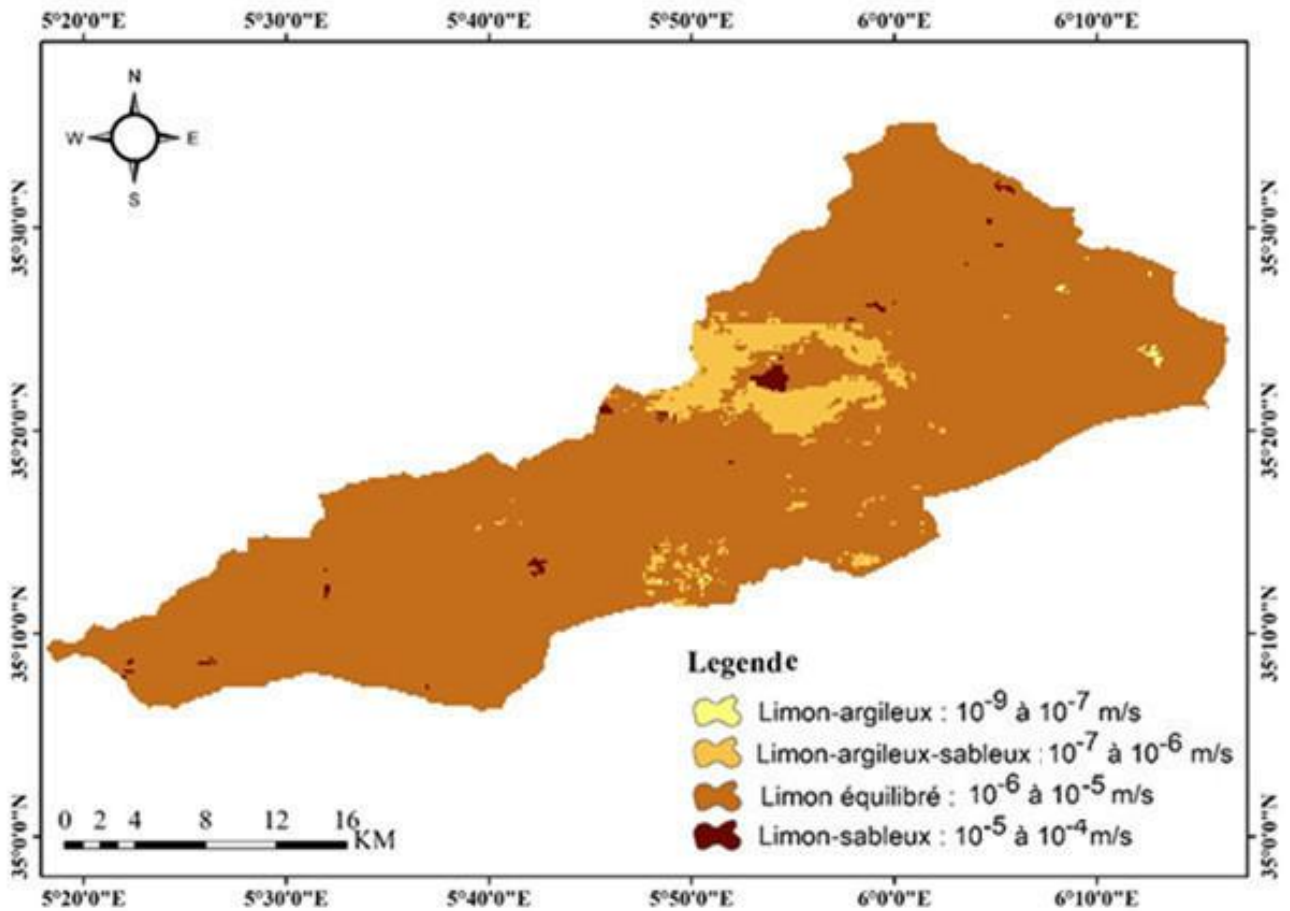 5°20'0"E 5°30'0"E 5°40'0"E 5°50'0"E 6°0'0"E 6°10'0"E
N
W E
S
35°30'0"N 35°30'0"N
35°20'0"N 35°20'0"N
35°10'0"N 35°10'0"N
35°0'0"N 35°0'0"N
Legende
Limon-argileux : 10⁻⁹ à 10⁻⁷ m/s
Limon-argileux-sableux : 10⁻⁷ à 10⁻⁶ m/s
Limon équilibré : 10⁻⁶ à 10⁻⁵ m/s
Limon-sableux : 10⁻⁵ à 10⁻⁴ m/s
0 2 4 8 12 16
KM
5°20'0"E 5°30'0"E 5°40'0"E 5°50'0"E 6°0'0"E 6°10'0"E